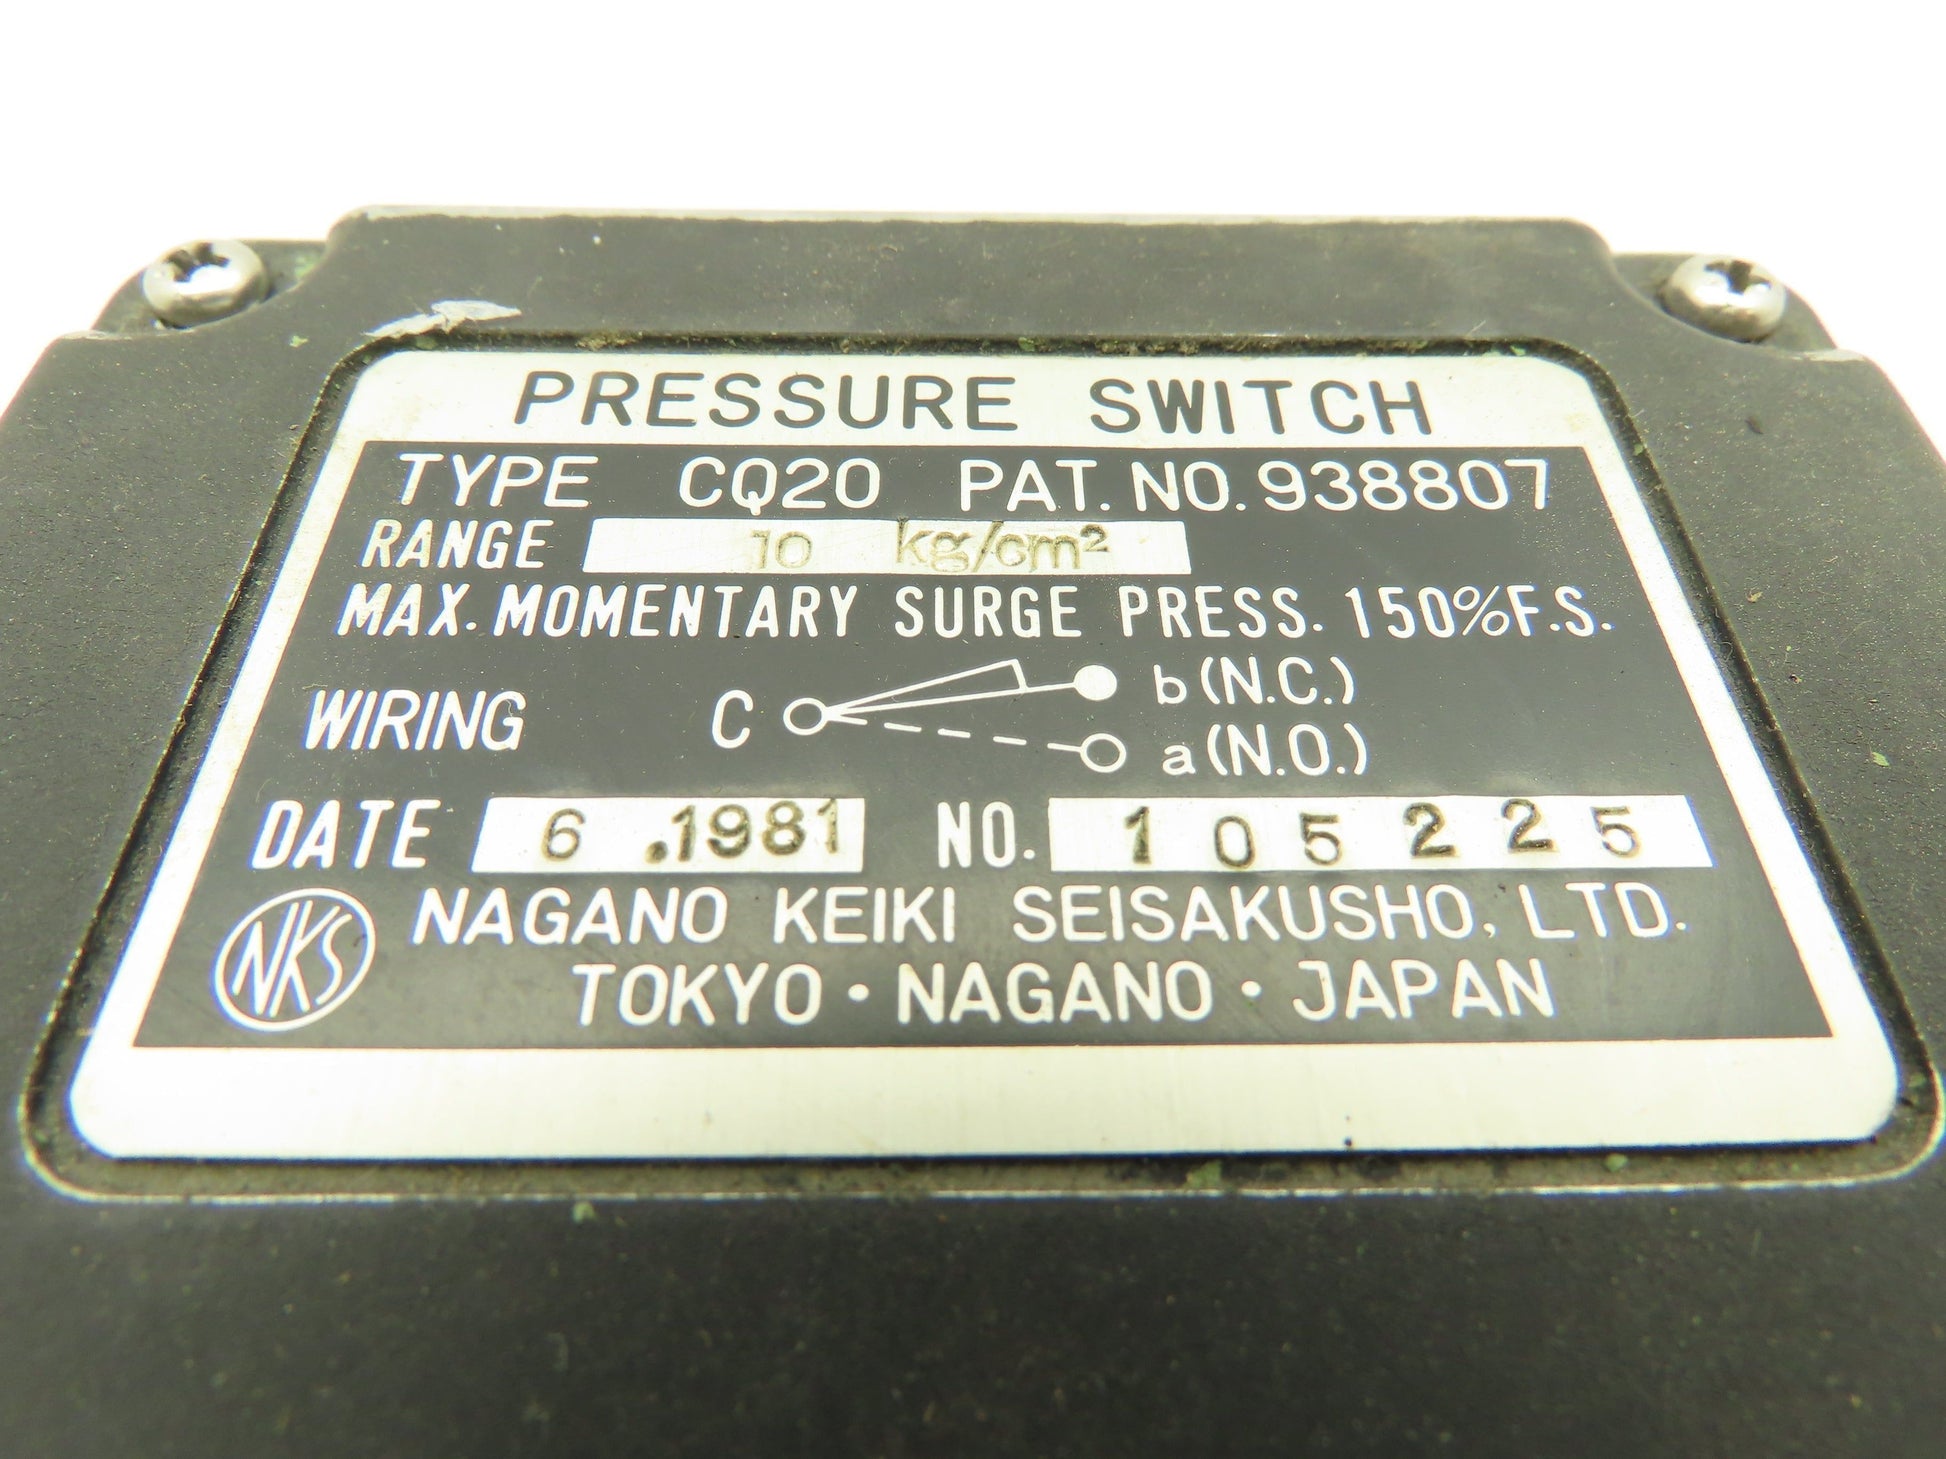 PRESSURE SWITCH
TYPE CQ20 PAT. NO. 938807
RANGE 10 kg/cm²
MAX. MOMENTARY SURGE PRESS. 150% F.S.
WIRING C b (N.C.)
a (N.O.)
DATE 6 .1981 NO. 105225
NKS NAGANO KEIKI SEISAKUSHO, LTD.
TOKYO · NAGANO · JAPAN